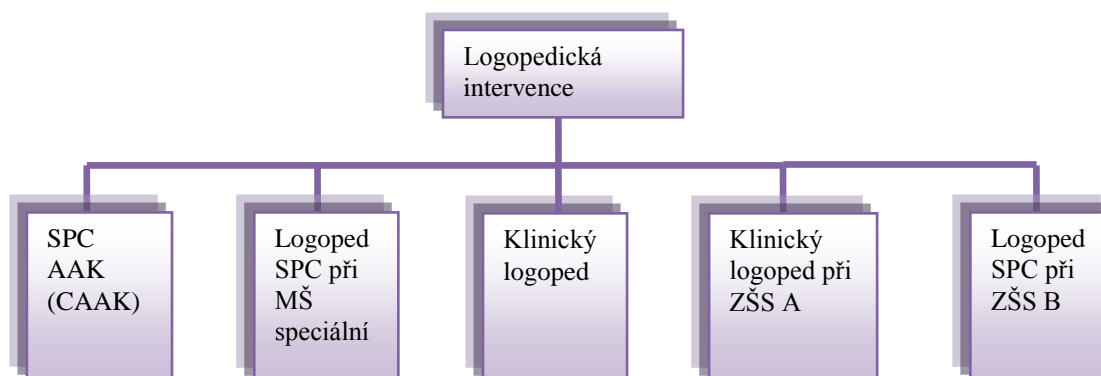 Logopedická
intervence
SPC
AAK
(CAAK)
Logoped
SPC při
MŠ
speciální
Klinický
logoped
Klinický
logoped při
ZŠS A
Logoped
SPC při
ZŠS B